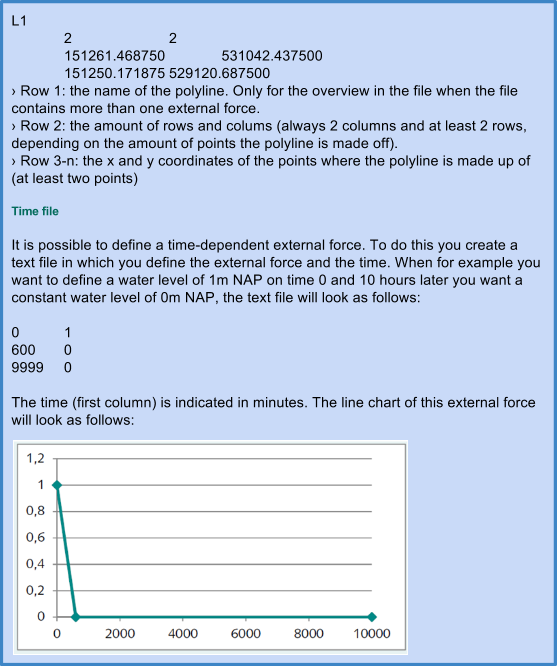 L1
2 2
151261.468750 531042.437500
151250.171875 529120.687500
› Row 1: the name of the polyline. Only for the overview in the file when the file
contains more than one external force.
› Row 2: the amount of rows and colums (always 2 columns and at least 2 rows,
depending on the amount of points the polyline is made off).
› Row 3-n: the x and y coordinates of the points where the polyline is made up of
(at least two points)
Time file
It is possible to define a time-dependent external force. To do this you create a
text file in which you define the external force and the time. When for example you
want to define a water level of 1m NAP on time 0 and 10 hours later you want a
constant water level of 0m NAP, the text file will look as follows:
0 1
600 0
9999 0
The time (first column) is indicated in minutes. The line chart of this external force
will look as follows:
1,2
1
0,8
0,6
0,4
0,2
0
0 2000 4000 6000 8000 10000